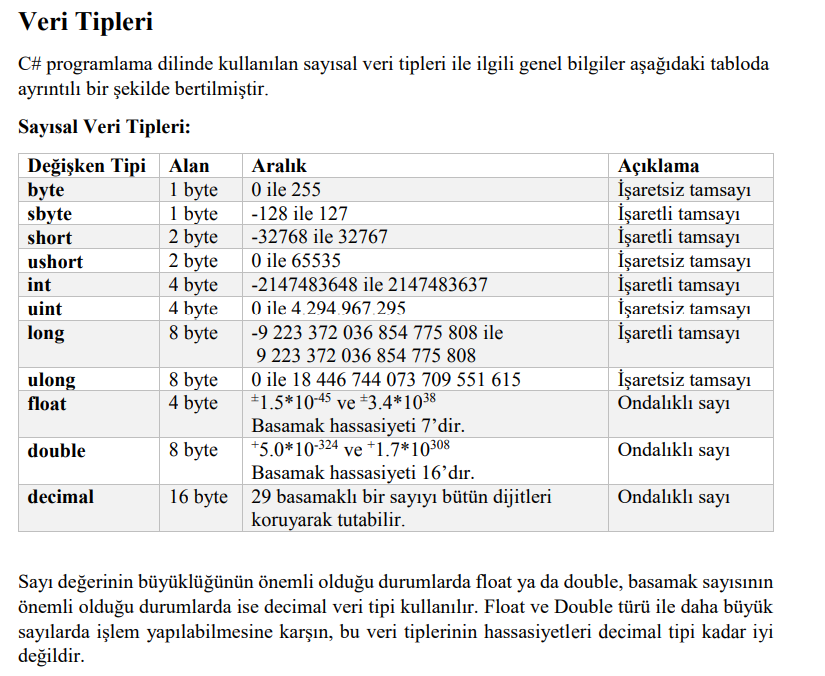 Veri Tipleri
C# programlama dilinde kullanılan sayısal veri tipleri ile ilgili genel bilgiler aşağıdaki tabloda
ayrıntılı bir şekilde bertilmiştir.
Sayısal Veri Tipleri:
Değişken Tipi Alan Aralık Açıklama
byte 1 byte 0 ile 255 İşaretsiz tamsayı
sbyte 1 byte -128 ile 127 İşaretli tamsayı
short 2 byte -32768 ile 32767 İşaretli tamsayı
ushort 2 byte 0 ile 65535 İşaretsiz tamsayı
int 4 byte -2147483648 ile 2147483637 İşaretli tamsayı
uint 4 byte 0 ile 4.294.967.295 İşaretsiz tamsayı
long 8 byte -9 223 372 036 854 775 808 ile İşaretli tamsayı
9 223 372 036 854 775 808
ulong 8 byte 0 ile 18 446 744 073 709 551 615 İşaretsiz tamsayı
float 4 byte ±1.5*10⁻⁴⁵ ve ±3.4*10³⁸ Ondalıklı sayı
Basamak hassasiyeti 7’dir.
double 8 byte ⁺5.0*10⁻³²⁴ ve ⁺1.7*10³⁰⁸ Ondalıklı sayı
Basamak hassasiyeti 16’dır.
decimal 16 byte 29 basamaklı bir sayıyı bütün dijitleri Ondalıklı sayı
koruyarak tutabilir.
Sayı değerinin büyüklüğünün önemli olduğu durumlarda float ya da double, basamak sayısının
önemli olduğu durumlarda ise decimal veri tipi kullanılır. Float ve Double türü ile daha büyük
sayılarda işlem yapılabilmesine karşın, bu veri tiplerinin hassasiyetleri decimal tipi kadar iyi
değildir.